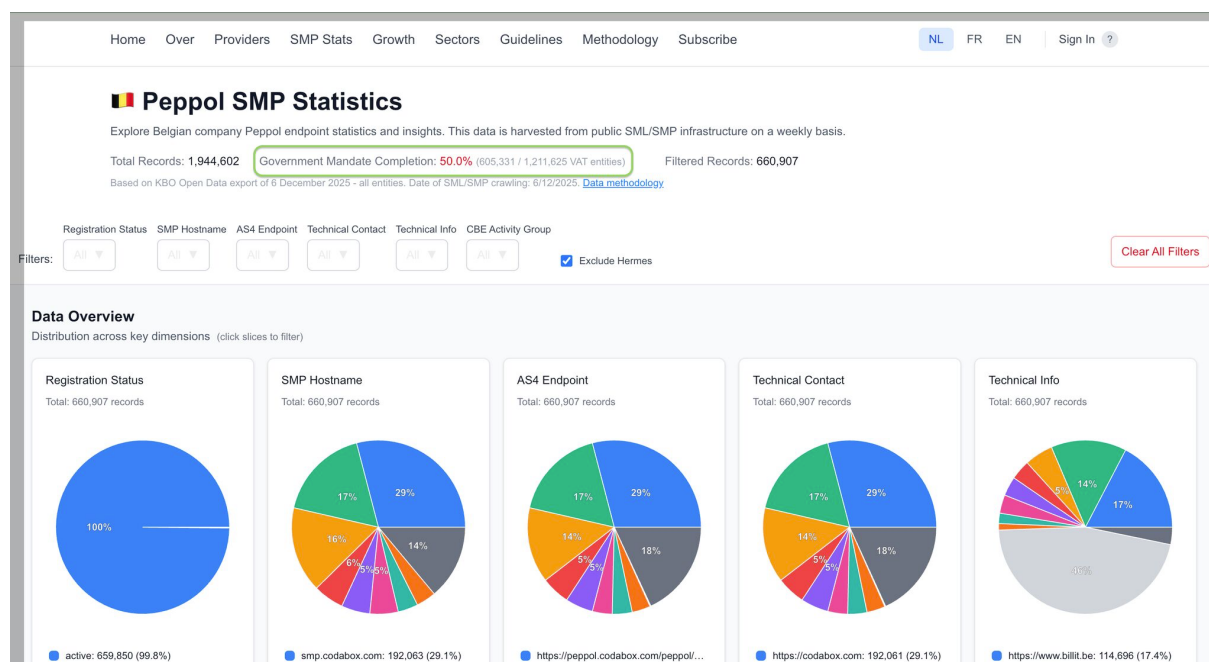 Home Over Providers SMP Stats Growth Sectors Guidelines Methodology Subscribe NL FR EN Sign In ?
Peppol SMP Statistics
Explore Belgian company Peppol endpoint statistics and insights. This data is harvested from public SML/SMP infrastructure on a weekly basis.
Total Records: 1,944,602 Government Mandate Completion: 50.0% (605,331 / 1,211,625 VAT entities) Filtered Records: 660,907
Based on KBO Open Data export of 6 December 2025 - all entities. Date of SML/SMP crawling: 6/12/2025. Data methodology
Registration Status SMP Hostname AS4 Endpoint Technical Contact Technical Info CBE Activity Group
Filters: All ▼ All ▼ All ▼ All ▼ All ▼ All ▼ Exclude Hermes Clear All Filters
Data Overview
Distribution across key dimensions (click slices to filter)
Registration Status
Total: 660,907 records
100%
active: 659,850 (99.8%)
SMP Hostname
Total: 660,907 records
29%
17%
16%
14%
6%
5%
5%
smp.codabox.com: 192,063 (29.1%)
AS4 Endpoint
Total: 660,907 records
29%
17%
14%
18%
5%
5%
https://peppol.codabox.com/peppol/...
Technical Contact
Total: 660,907 records
29%
17%
14%
18%
5%
5%
https://codabox.com: 192,061 (29.1%)
Technical Info
Total: 660,907 records
14%
5%
17%
46%
https://www.billit.be: 114,696 (17.4%)